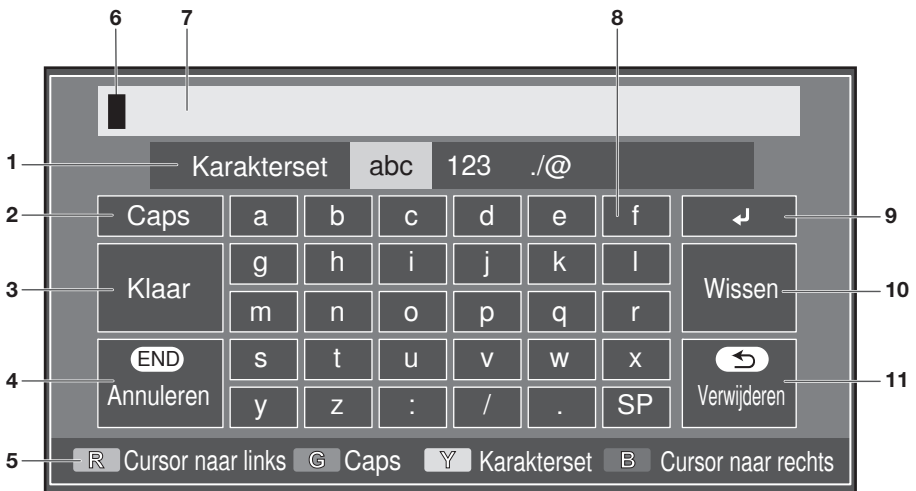 6 7 8
1 Karakterset abc 123 ./@
2 Caps a b c d e f ↲ 9
g h i j k l
3 Klaar Wissen 10
m n o p q r
END s t u v w x
4 Annuleren Verwijderen 11
y z : / . SP
5 R Cursor naar links G Caps Y Karakterset B Cursor naar rechts